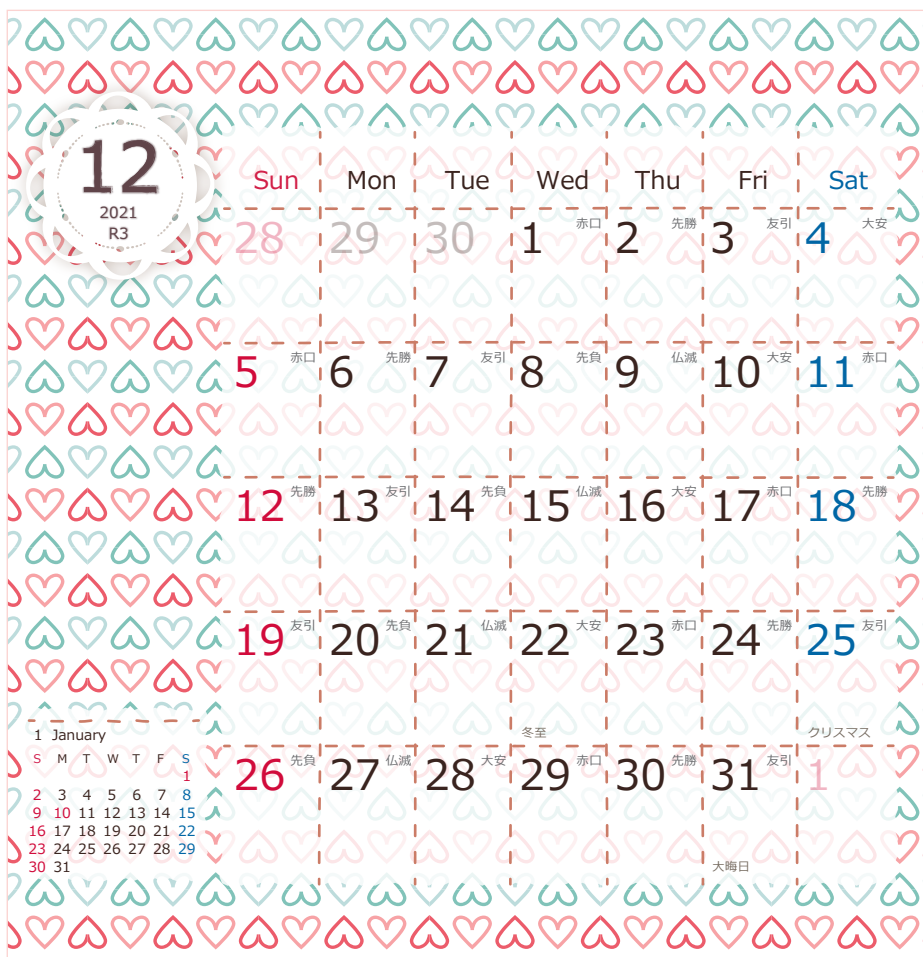 12
2021
R3
Sun Mon Tue Wed Thu Fri Sat
28 29 30 1 赤口 2 先勝 3 友引 4 大安
5 赤口 6 先勝 7 友引 8 先負 9 仏滅 10 大安 11 赤口
12 先勝 13 友引 14 先負 15 仏滅 16 大安 17 赤口 18 先勝
19 友引 20 先負 21 仏滅 22 大安 23 赤口 24 先勝 25 友引
冬至 クリスマス
26 先負 27 仏滅 28 大安 29 赤口 30 先勝 31 友引 1
大晦日
1 January
S M T W T F S
1
2 3 4 5 6 7 8
9 10 11 12 13 14 15
16 17 18 19 20 21 22
23 24 25 26 27 28 29
30 31